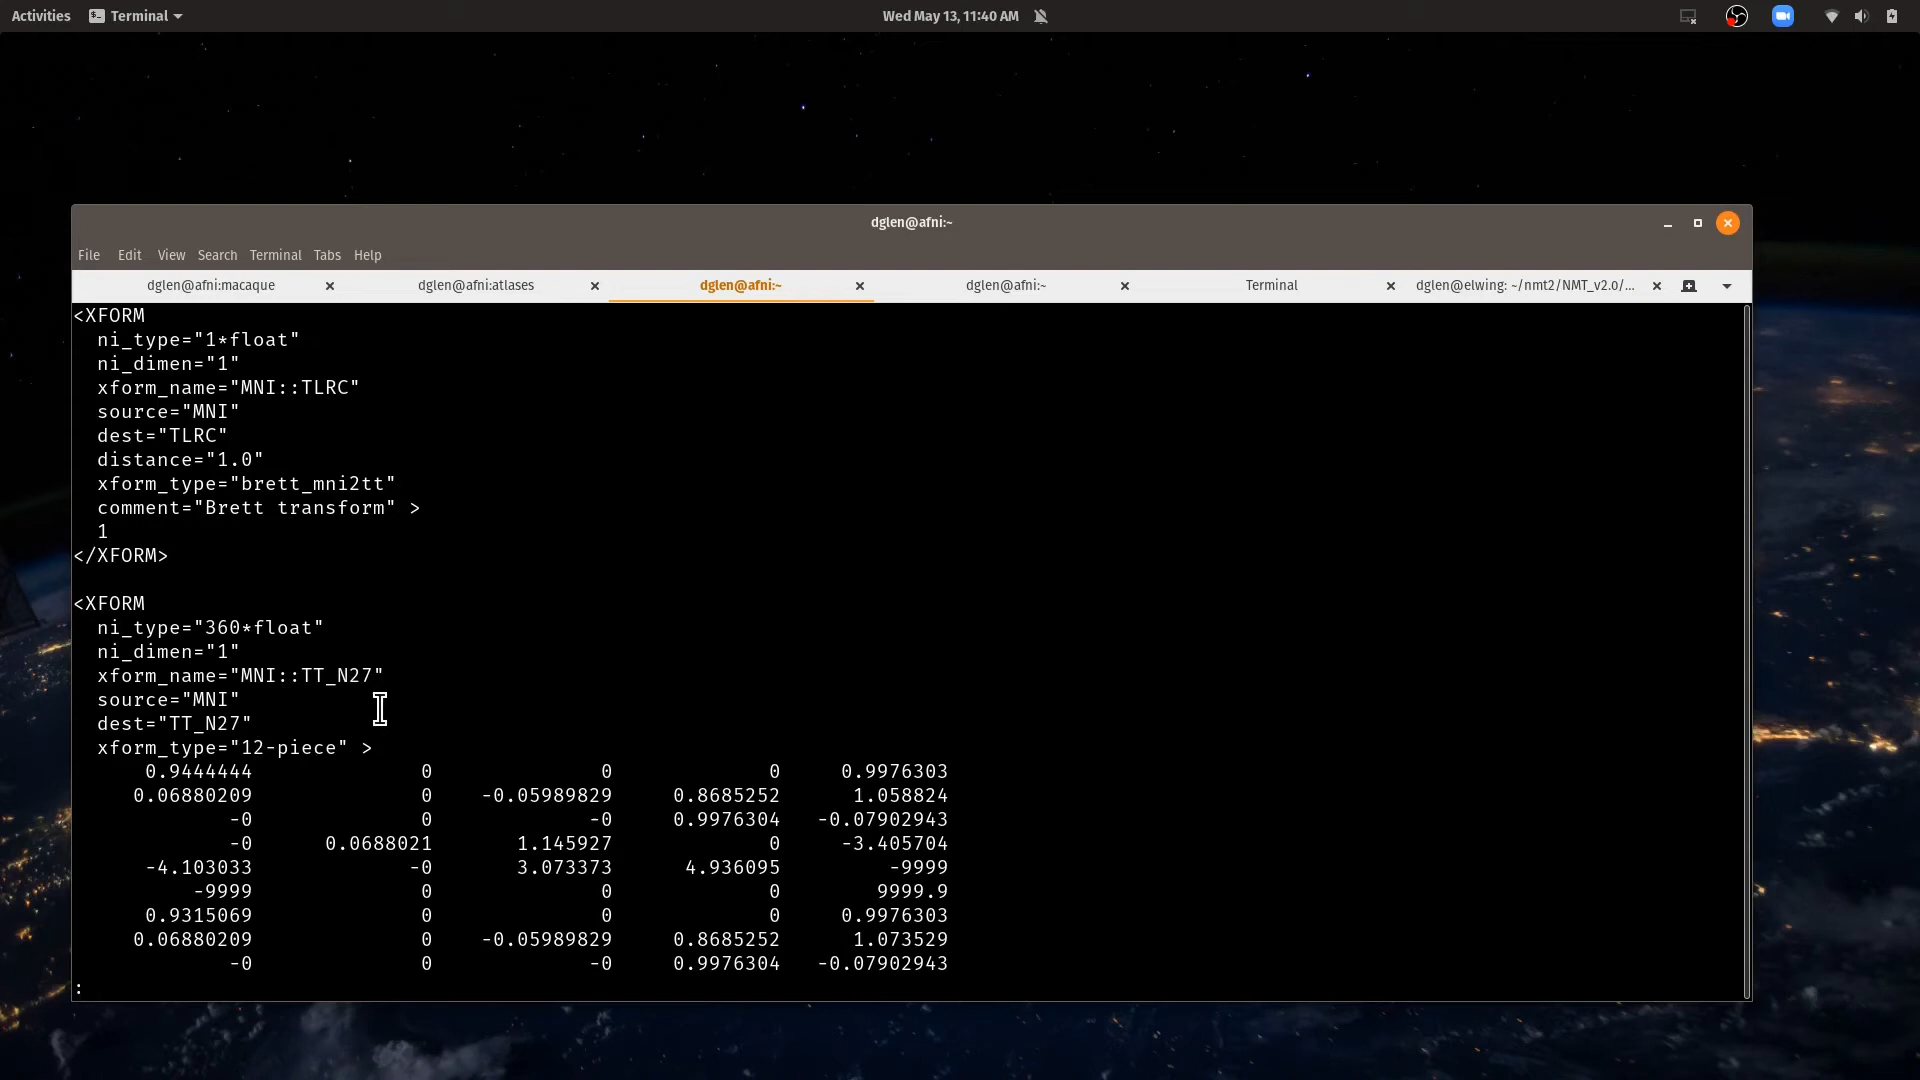 Activities Terminal Wed May 13, 11:40 AM
dglen@afni:~
File Edit View Search Terminal Tabs Help
dglen@afni:macaque dglen@afni:atlases dglen@afni:~ dglen@afni:~ Terminal dglen@elwing: ~/nmt2/NMT_v2.0/...
<XFORM
ni_type="1*float"
ni_dimen="1"
xform_name="MNI::TLRC"
source="MNI"
dest="TLRC"
distance="1.0"
xform_type="brett_mni2tt"
comment="Brett transform" >
1
</XFORM>
<XFORM
ni_type="360*float"
ni_dimen="1"
xform_name="MNI::TT_N27"
source="MNI"
dest="TT_N27"
xform_type="12-piece" >
0.9444444 0 0 0 0.9976303
0.06880209 0 -0.05989829 0.8685252 1.058824
-0 0 -0 0.9976304 -0.07902943
-0 0.0688021 1.145927 0 -3.405704
-4.103033 -0 3.073373 4.936095 -9999
-9999 0 0 0 9999.9
0.9315069 0 0 0 0.9976303
0.06880209 0 -0.05989829 0.8685252 1.073529
-0 0 -0 0.9976304 -0.07902943
: